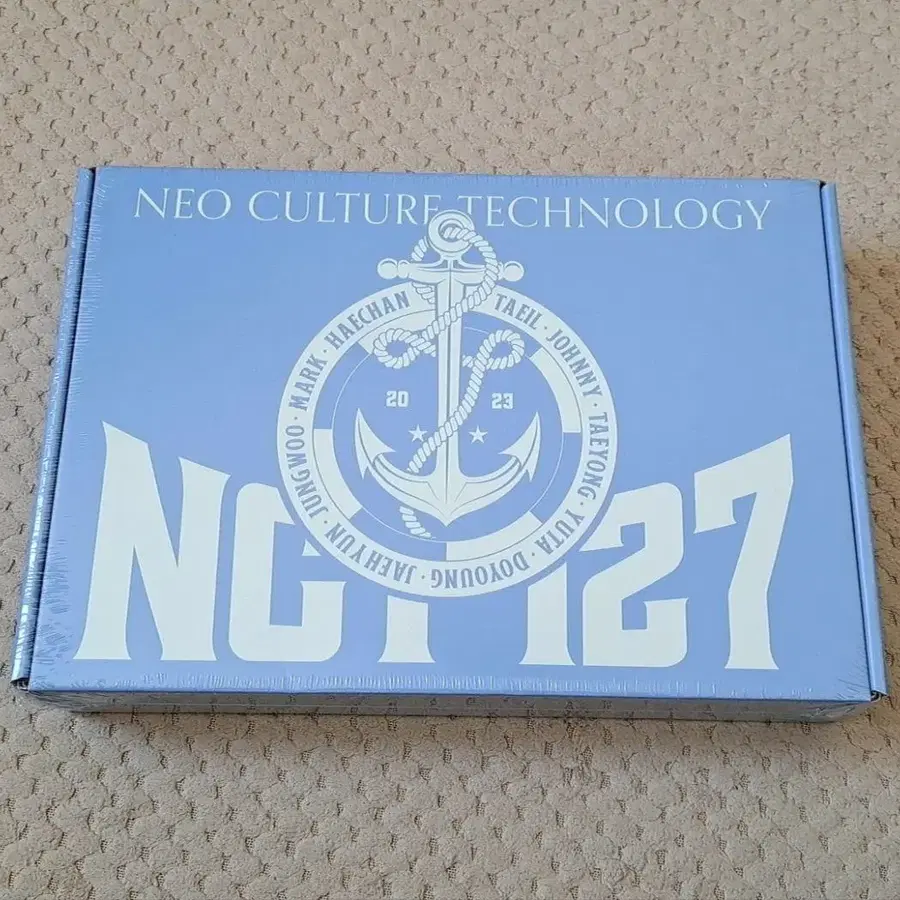 NEO CULTURE TECHNOLOGY
TAEIL · JOHNNY · TAEYONG · YUTA · DOYOUNG · JAEHYUN · JUNGWOO · MARK · HAECHAN
20 23
NCT 127